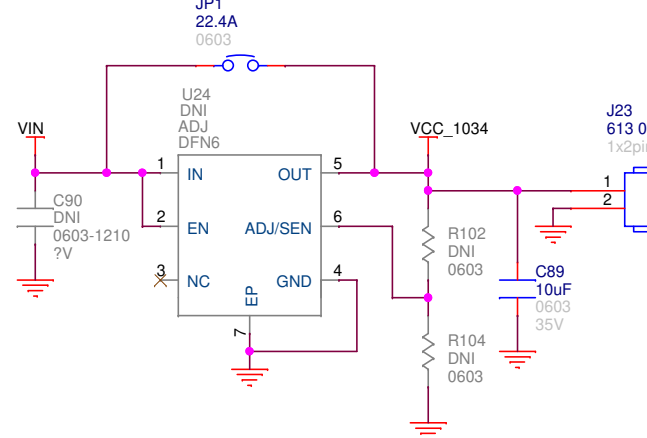 JP1
22.4A
0603
U24
DNI
ADJ
DFN6
VIN
VCC_1034
J23
613 0
1x2pin
1
IN
OUT
5
1
2
C90
DNI
0603-1210
?V
2
EN
ADJ/SEN
6
R102
DNI
0603
3
NC
EP
GND
4
C89
10uF
0603
35V
7
R104
DNI
0603